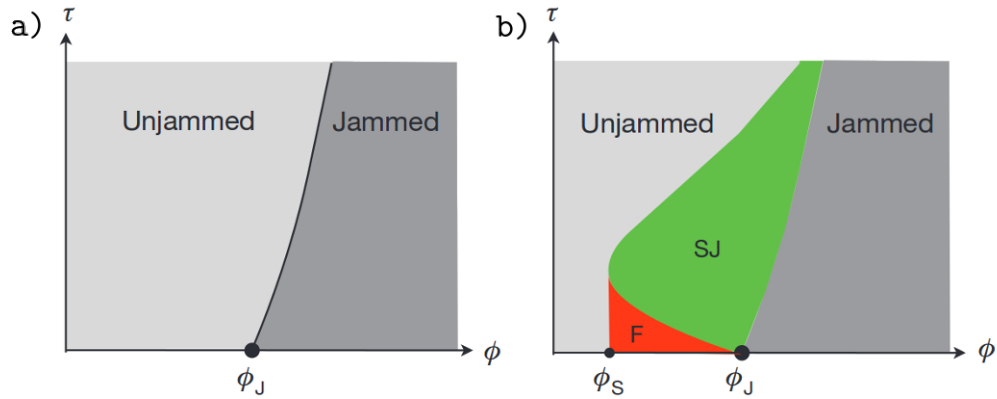 a)
τ
Unjammed
Jammed
ϕ
ϕJ
b)
τ
Unjammed
Jammed
SJ
F
ϕ
ϕS
ϕJ